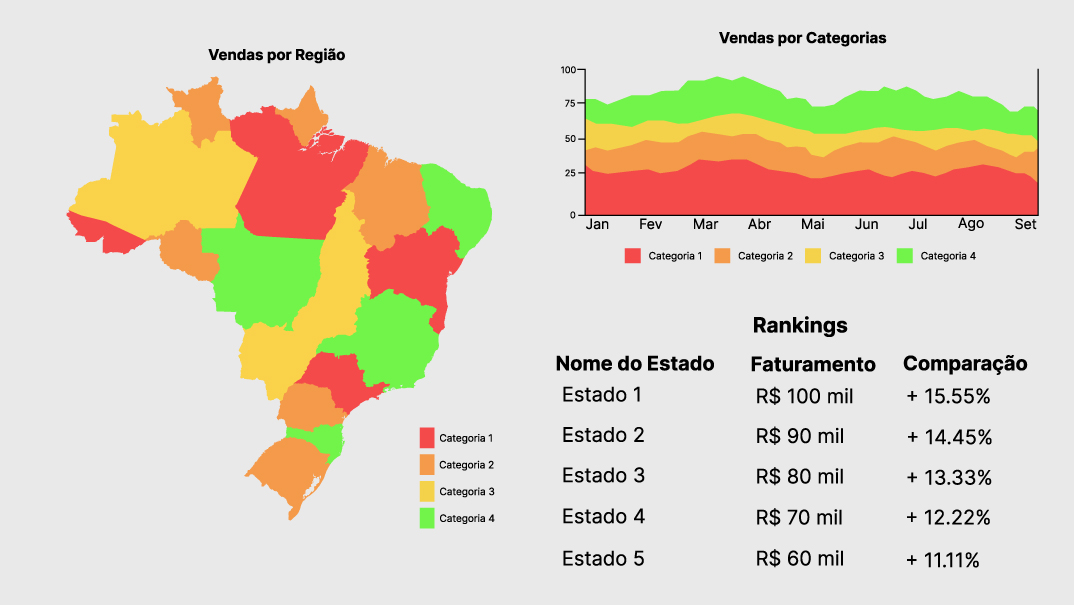 Vendas por Região
Categoria 1
Categoria 2
Categoria 3
Categoria 4
Vendas por Categorias
100
75
50
25
0
Jan Fev Mar Abr Mai Jun Jul Ago Set
Categoria 1 Categoria 2 Categoria 3 Categoria 4
Rankings
Nome do Estado Faturamento Comparação
Estado 1 R$ 100 mil + 15.55%
Estado 2 R$ 90 mil + 14.45%
Estado 3 R$ 80 mil + 13.33%
Estado 4 R$ 70 mil + 12.22%
Estado 5 R$ 60 mil + 11.11%